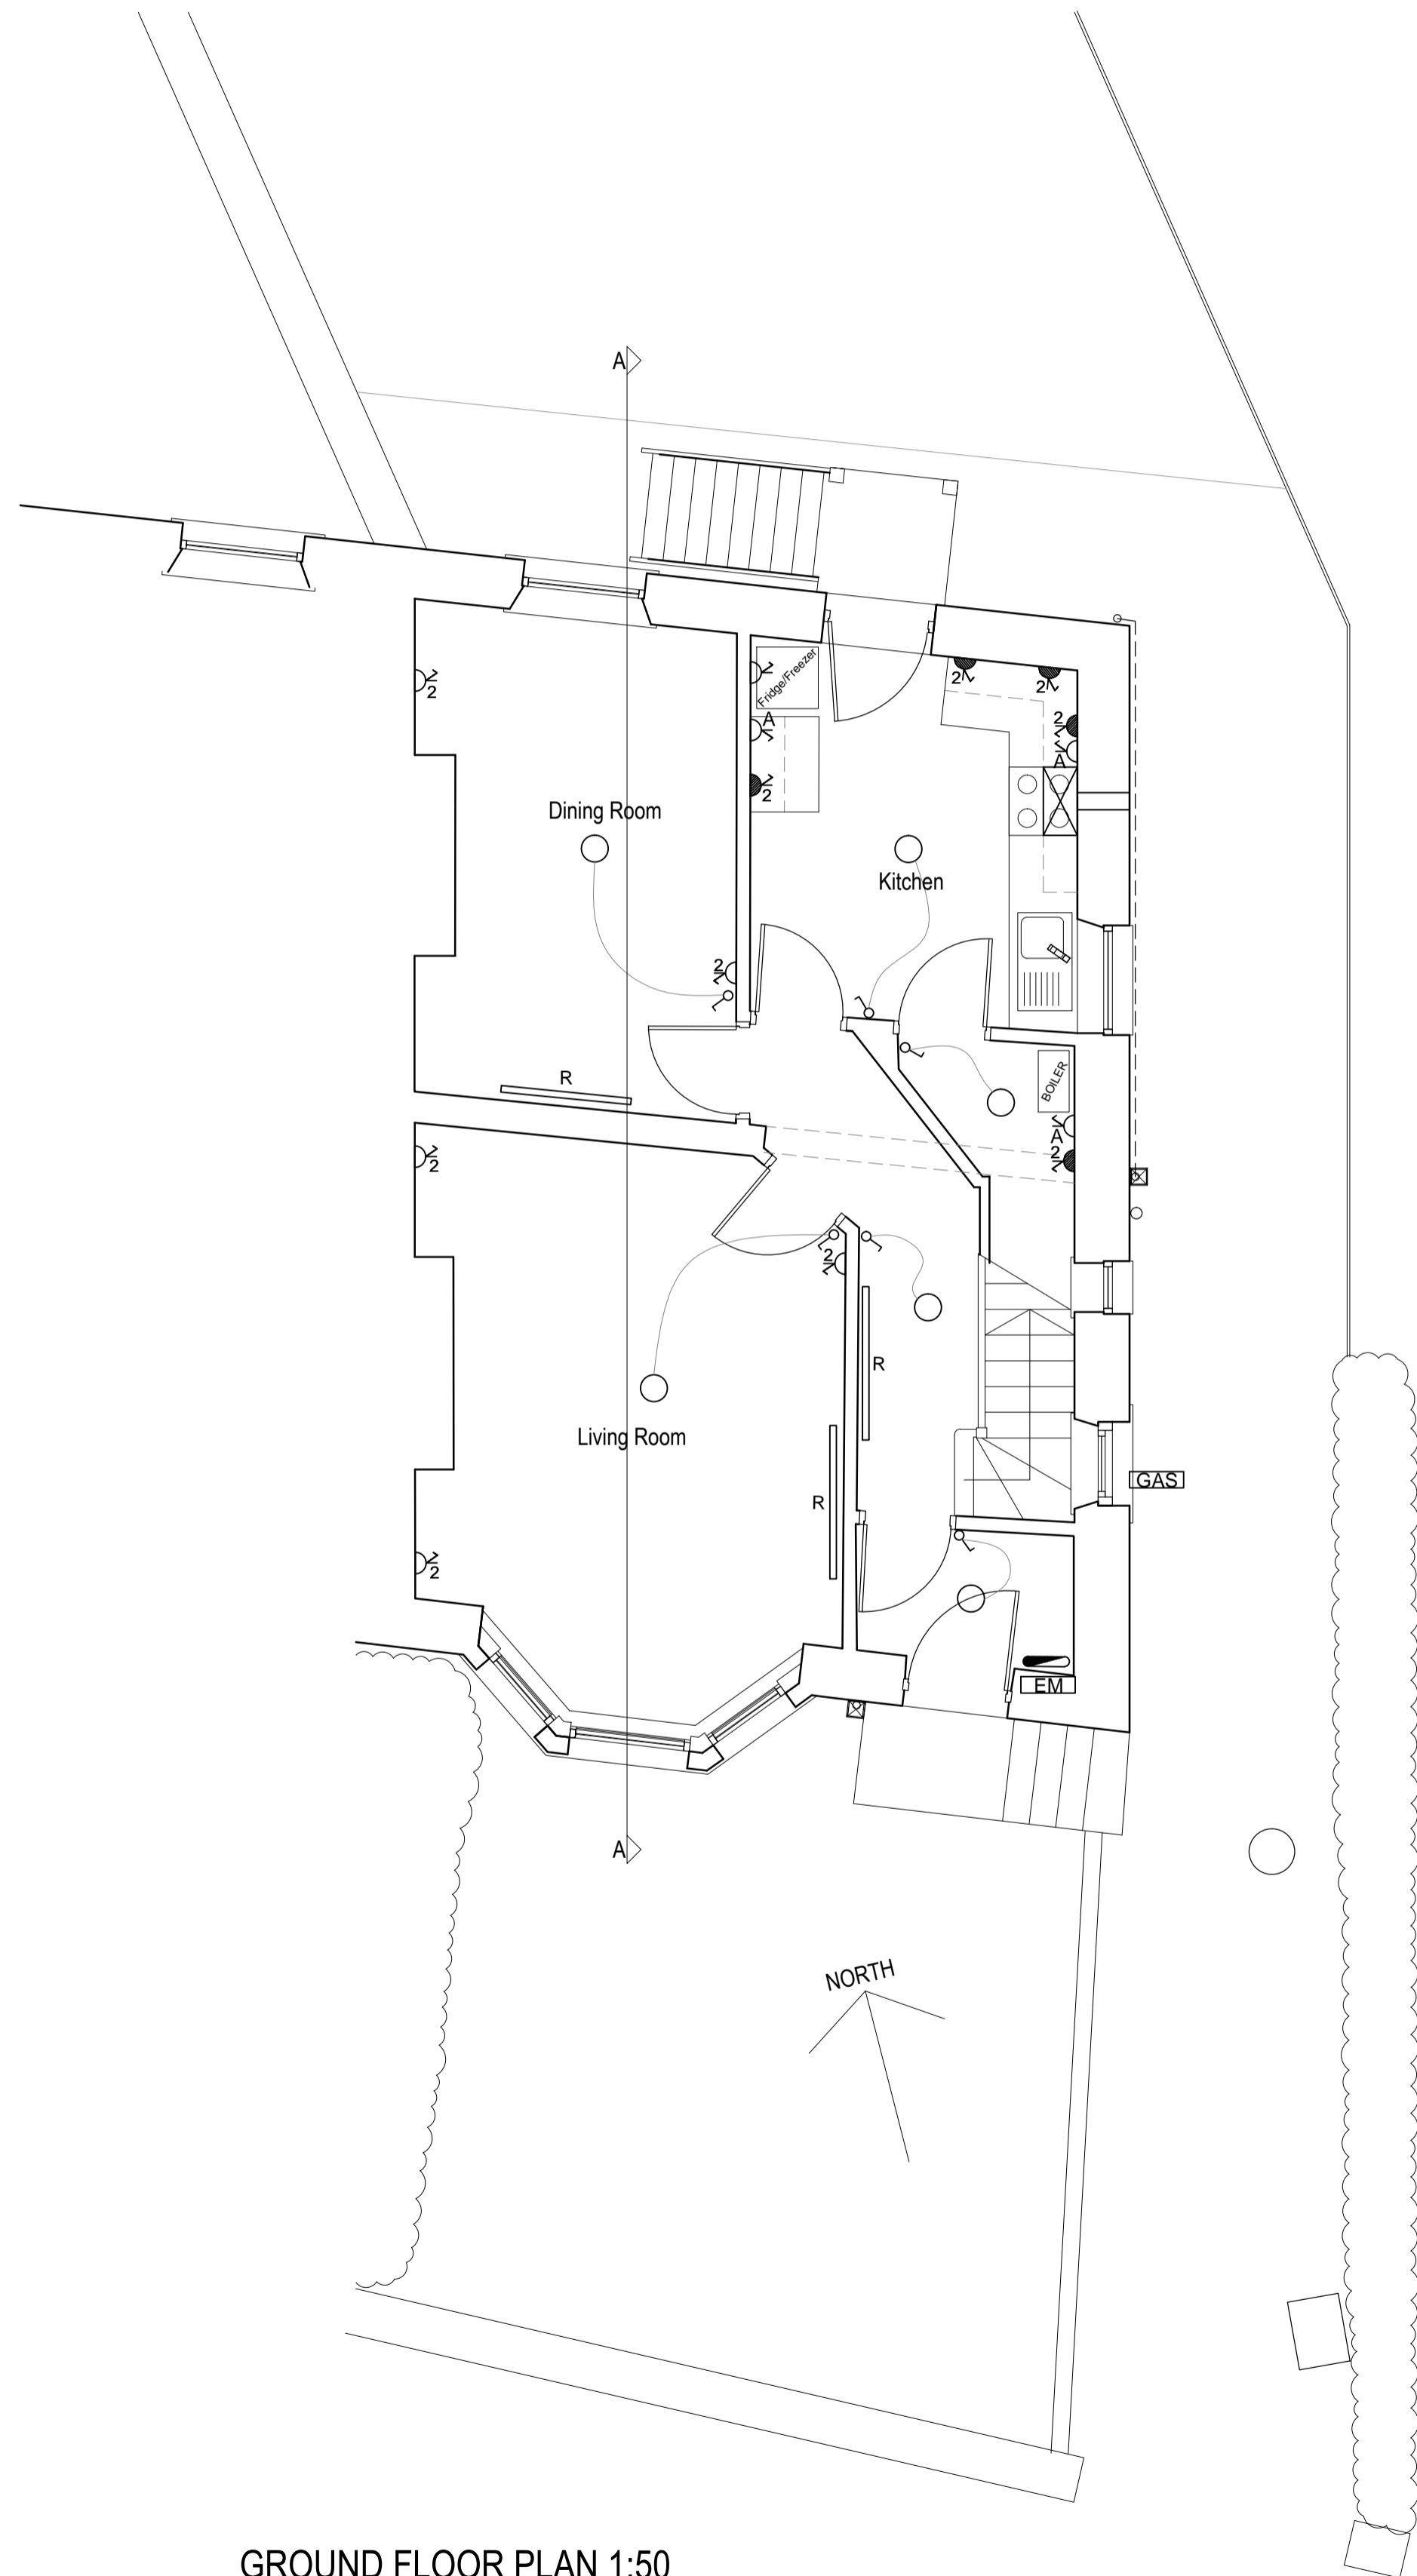 A
Fridge/Freezer
2
2
2
A
2
A
2
Dining Room
Kitchen
2
BOILER
R
A
2
2
2
R
Living Room
GAS
R
2
EM
A
NORTH
GROUND FLOOR PLAN 1:50